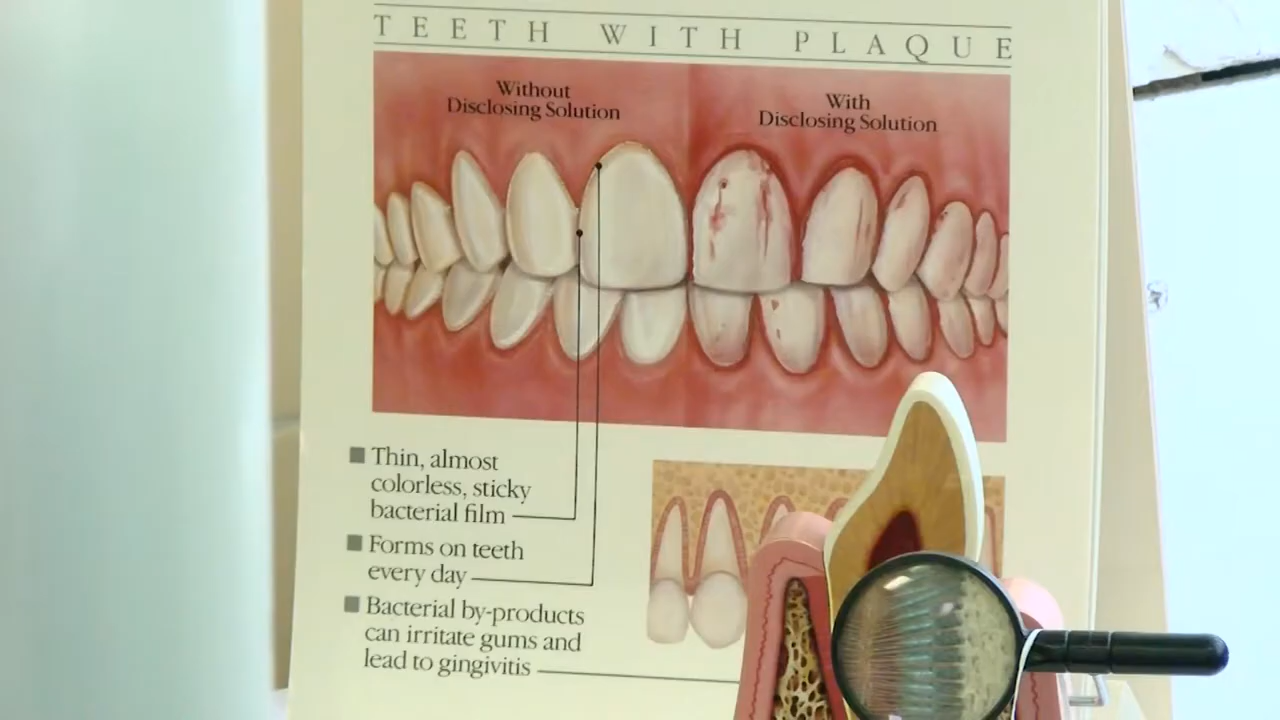 TEETH WITH PLAQUE
Without
Disclosing Solution
With
Disclosing Solution
Thin, almost
colorless, sticky
bacterial film
Forms on teeth
every day
Bacterial by-products
can irritate gums and
lead to gingivitis